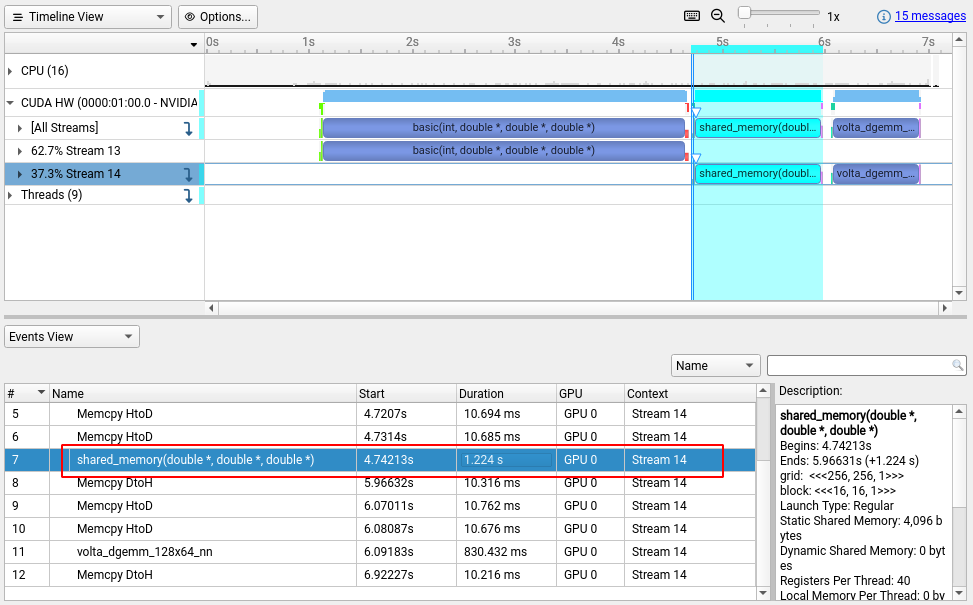 Timeline View
Options...
1x
15 messages
0s 1s 2s 3s 4s 5s 6s 7s
CPU (16)
CUDA HW (0000:01:00.0 - NVIDIA
[All Streams]
basic(int, double *, double *, double *)
shared_memory(doubl...
volta_dgemm_...
62.7% Stream 13
basic(int, double *, double *, double *)
37.3% Stream 14
shared_memory(doubl...
volta_dgemm_...
Threads (9)
Events View
Name
# Name Start Duration GPU Context
5 Memcpy HtoD 4.7207s 10.694 ms GPU 0 Stream 14
6 Memcpy HtoD 4.7314s 10.685 ms GPU 0 Stream 14
7 shared_memory(double *, double *, double *) 4.74213s 1.224 s GPU 0 Stream 14
8 Memcpy DtoH 5.96632s 10.316 ms GPU 0 Stream 14
9 Memcpy HtoD 6.07011s 10.762 ms GPU 0 Stream 14
10 Memcpy HtoD 6.08087s 10.676 ms GPU 0 Stream 14
11 volta_dgemm_128x64_nn 6.09183s 830.432 ms GPU 0 Stream 14
12 Memcpy DtoH 6.92227s 10.216 ms GPU 0 Stream 14
Description:
shared_memory(double *,
double *, double *)
Begins: 4.74213s
Ends: 5.96631s (+1.224 s)
grid: <<<256, 256, 1>>>
block: <<<16, 16, 1>>>
Launch Type: Regular
Static Shared Memory: 4,096 b
ytes
Dynamic Shared Memory: 0 byt
es
Registers Per Thread: 40
Local Memory Per Thread: 0 by